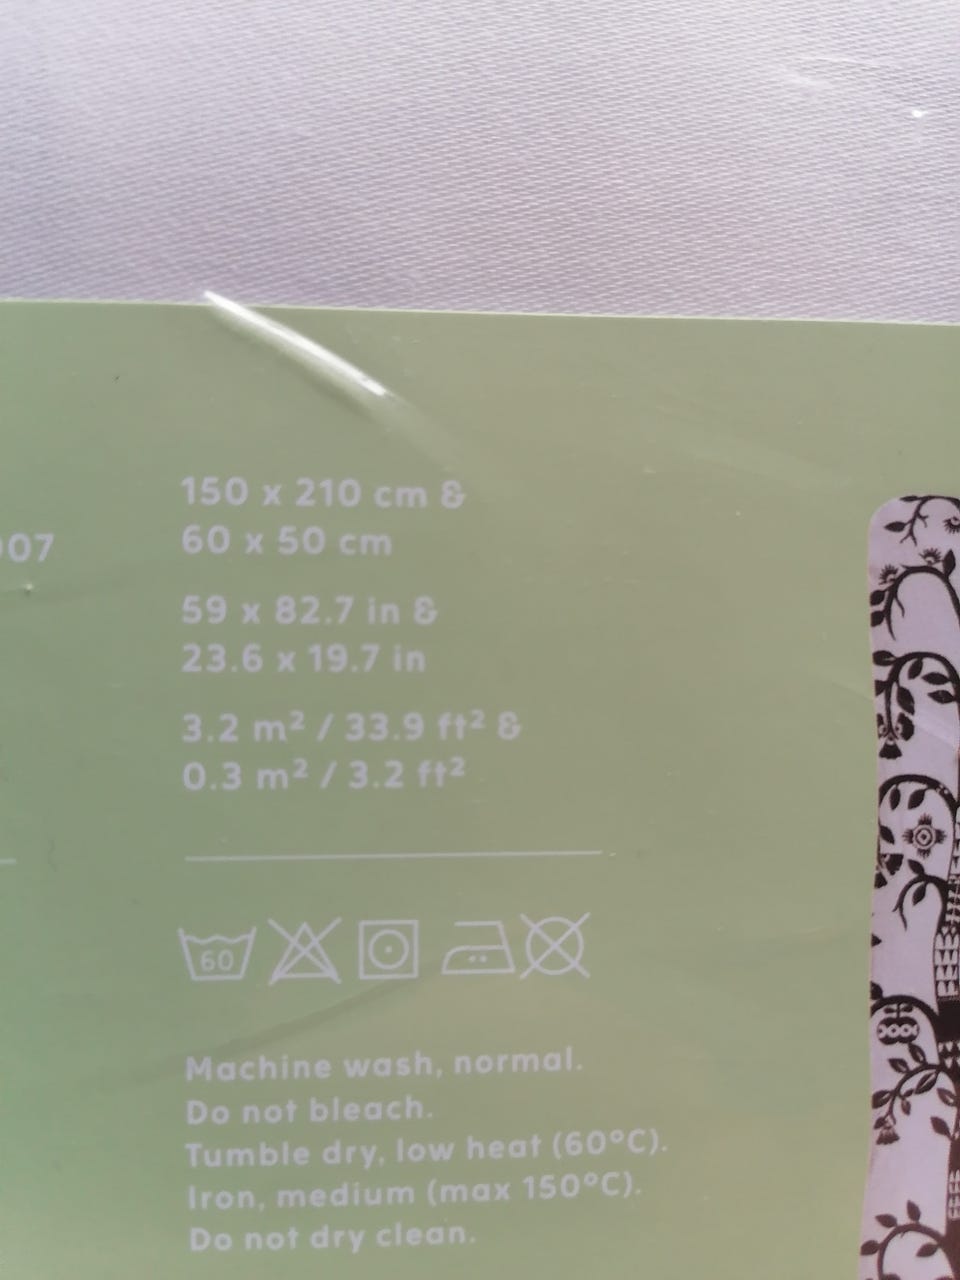 150 x 210 cm &
60 x 50 cm
59 x 82.7 in &
23.6 x 19.7 in
3.2 m² / 33.9 ft² &
0.3 m² / 3.2 ft²
07
60
Machine wash, normal.
Do not bleach.
Tumble dry, low heat (60°C).
Iron, medium (max 150°C).
Do not dry clean.